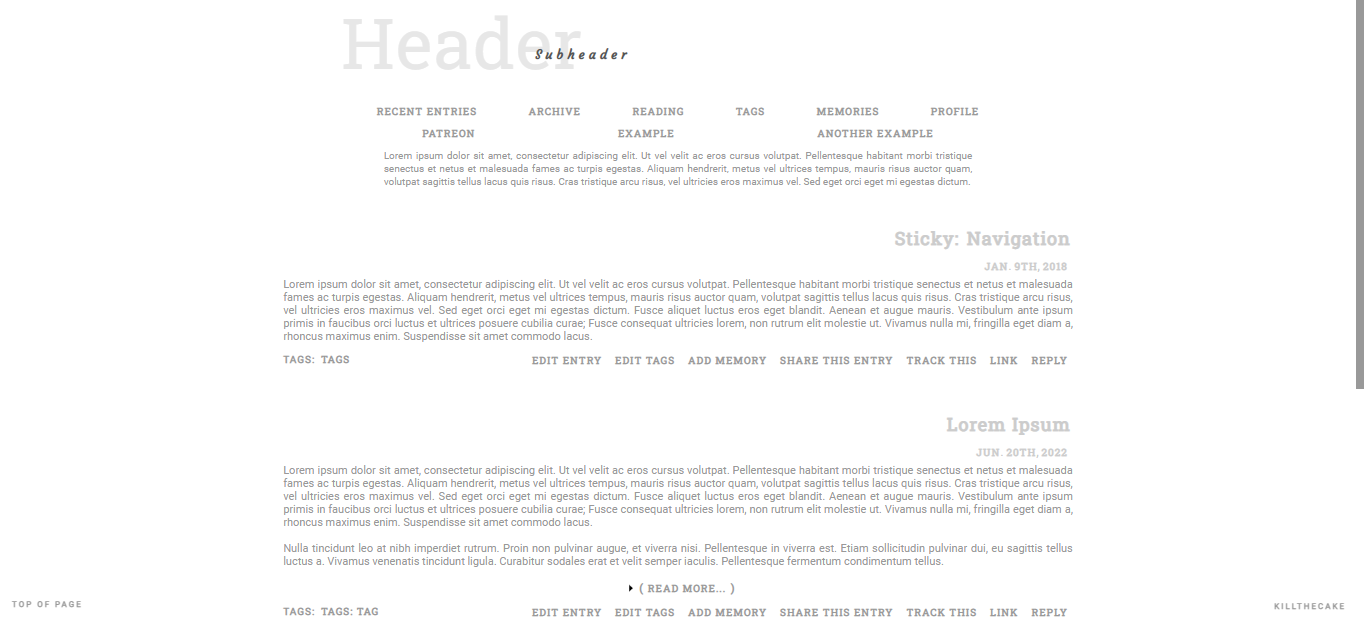 Header
Subheader
RECENT ENTRIES ARCHIVE READING TAGS MEMORIES PROFILE
PATREON EXAMPLE ANOTHER EXAMPLE
Lorem ipsum dolor sit amet, consectetur adipiscing elit. Ut vel velit ac eros cursus volutpat. Pellentesque habitant morbi tristique
senectus et netus et malesuada fames ac turpis egestas. Aliquam hendrerit, metus vel ultrices tempus, mauris risus auctor quam,
volutpat sagittis tellus lacus quis risus. Cras tristique arcu risus, vel ultricies eros maximus vel. Sed eget orci eget mi egestas dictum.
Sticky: Navigation
JAN. 9TH, 2018
Lorem ipsum dolor sit amet, consectetur adipiscing elit. Ut vel velit ac eros cursus volutpat. Pellentesque habitant morbi tristique senectus et netus et malesuada
fames ac turpis egestas. Aliquam hendrerit, metus vel ultrices tempus, mauris risus auctor quam, volutpat sagittis tellus lacus quis risus. Cras tristique arcu risus,
vel ultricies eros maximus vel. Sed eget orci eget mi egestas dictum. Fusce aliquet luctus eros eget blandit. Aenean et augue mauris. Vestibulum ante ipsum
primis in faucibus orci luctus et ultrices posuere cubilia curae; Fusce consequat ultricies lorem, non rutrum elit molestie ut. Vivamus nulla mi, fringilla eget diam a,
rhoncus maximus enim. Suspendisse sit amet commodo lacus.
TAGS: TAGS EDIT ENTRY EDIT TAGS ADD MEMORY SHARE THIS ENTRY TRACK THIS LINK REPLY
Lorem Ipsum
JUN. 20TH, 2022
Lorem ipsum dolor sit amet, consectetur adipiscing elit. Ut vel velit ac eros cursus volutpat. Pellentesque habitant morbi tristique senectus et netus et malesuada
fames ac turpis egestas. Aliquam hendrerit, metus vel ultrices tempus, mauris risus auctor quam, volutpat sagittis tellus lacus quis risus. Cras tristique arcu risus,
vel ultricies eros maximus vel. Sed eget orci eget mi egestas dictum. Fusce aliquet luctus eros eget blandit. Aenean et augue mauris. Vestibulum ante ipsum
primis in faucibus orci luctus et ultrices posuere cubilia curae; Fusce consequat ultricies lorem, non rutrum elit molestie ut. Vivamus nulla mi, fringilla eget diam a,
rhoncus maximus enim. Suspendisse sit amet commodo lacus.
Nulla tincidunt leo at nibh imperdiet rutrum. Proin non pulvinar augue, et viverra nisi. Pellentesque in viverra est. Etiam sollicitudin pulvinar dui, eu sagittis tellus
luctus a. Vivamus venenatis tincidunt ligula. Curabitur sodales erat et velit semper iaculis. Pellentesque fermentum condimentum tellus.
( READ MORE... )
TOP OF PAGE
KILLTHECAKE
TAGS: TAGS: TAG EDIT ENTRY EDIT TAGS ADD MEMORY SHARE THIS ENTRY TRACK THIS LINK REPLY